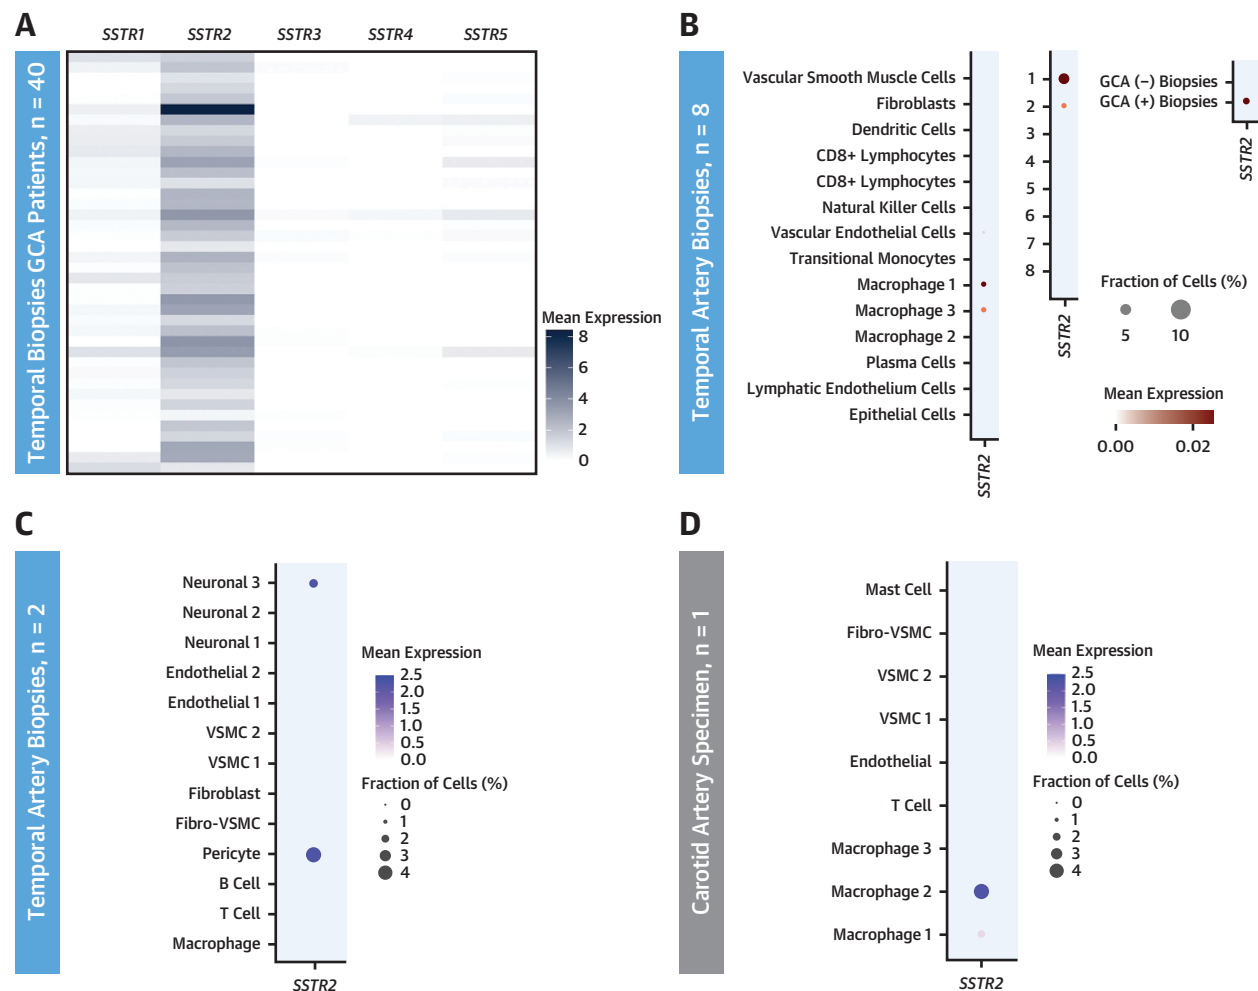 A
SSTR1 SSTR2 SSTR3 SSTR4 SSTR5
Temporal Biopsies GCA Patients, n = 40
Mean Expression
8
6
4
2
0
B
Temporal Artery Biopsies, n = 8
Vascular Smooth Muscle Cells
Fibroblasts
Dendritic Cells
CD8+ Lymphocytes
CD8+ Lymphocytes
Natural Killer Cells
Vascular Endothelial Cells
Transitional Monocytes
Macrophage 1
Macrophage 3
Macrophage 2
Plasma Cells
Lymphatic Endothelium Cells
Epithelial Cells
SSTR2
1
2
3
4
5
6
7
8
SSTR2
GCA (−) Biopsies
GCA (+) Biopsies
SSTR2
Fraction of Cells (%)
5 10
Mean Expression
0.00 0.02
C
Temporal Artery Biopsies, n = 2
Neuronal 3
Neuronal 2
Neuronal 1
Endothelial 2
Endothelial 1
VSMC 2
VSMC 1
Fibroblast
Fibro-VSMC
Pericyte
B Cell
T Cell
Macrophage
SSTR2
Mean Expression
2.5
2.0
1.5
1.0
0.5
0.0
Fraction of Cells (%)
0
1
2
3
4
D
Carotid Artery Specimen, n = 1
Mast Cell
Fibro-VSMC
VSMC 2
VSMC 1
Endothelial
T Cell
Macrophage 3
Macrophage 2
Macrophage 1
SSTR2
Mean Expression
2.5
2.0
1.5
1.0
0.5
0.0
Fraction of Cells (%)
0
1
2
3
4